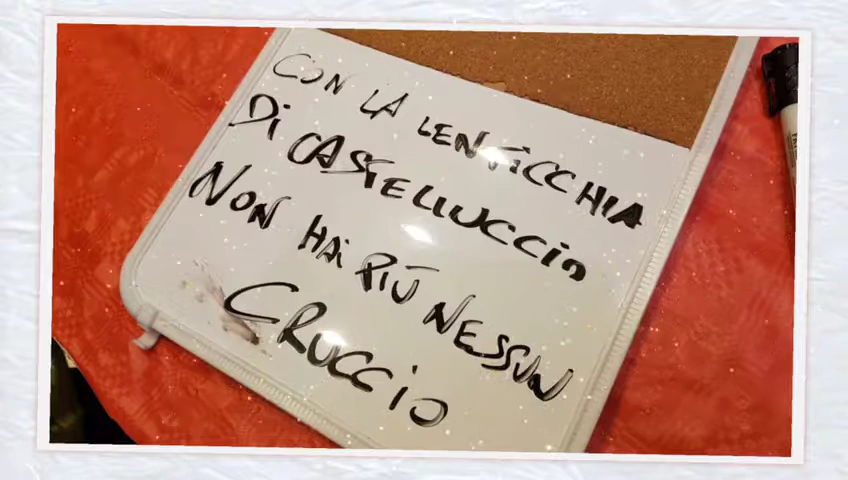 CON LA LENTICCHIA
Di CASTELLUCCIO
NON HAi PIÙ NESSUN
CRUCCiO